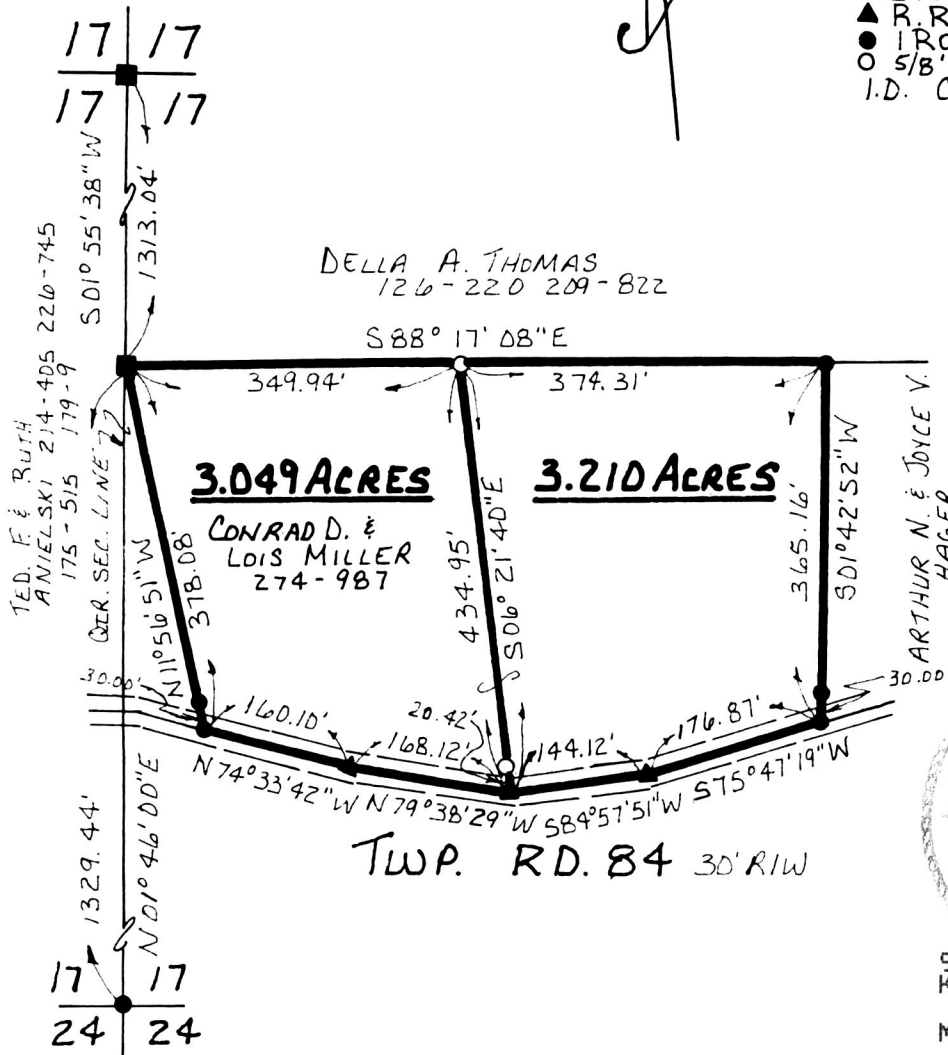 ▲ R.R
● IRO
○ 5/8"
I.D. C
17 17
17 17
S01° 55' 38"W
1313.04'
DELLA A. THOMAS
126-220 209-822
S88° 17' 08"E
349.94'
374.31'
TED. F. & RUTH
ANIELSKI 214-405 226-745
175-515 179-9
QTR. SEC. LINE
3.049 ACRES
CONRAD D. &
LOIS MILLER
274-987
3.210 ACRES
N11°56'51"W
378.08'
434.95'
S06° 21' 40"E
365.16'
S01°42'52"W
ARTHUR N. & JOYCE V.
HAGER
30.00'
30.00
160.10'
168.12'
20.42'
144.12'
176.87'
N74°33'42"W
N79°38'29"W
S84°57'51"W
S75°47'19"W
TWP. RD. 84 30' R/W
1329.44'
N01°46'00"E
17 17
24 24